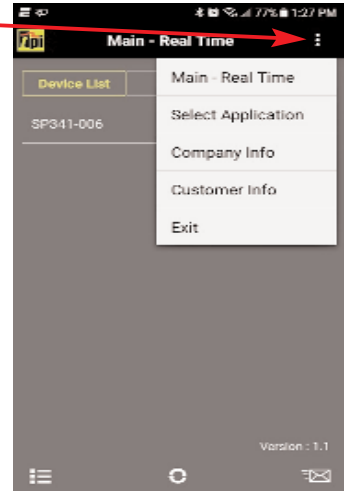 77% 1:27 PM
tpi Main - Real Time
Device List
Main - Real Time
SP341-006
Select Application
Company Info
Customer Info
Exit
Version : 1.1